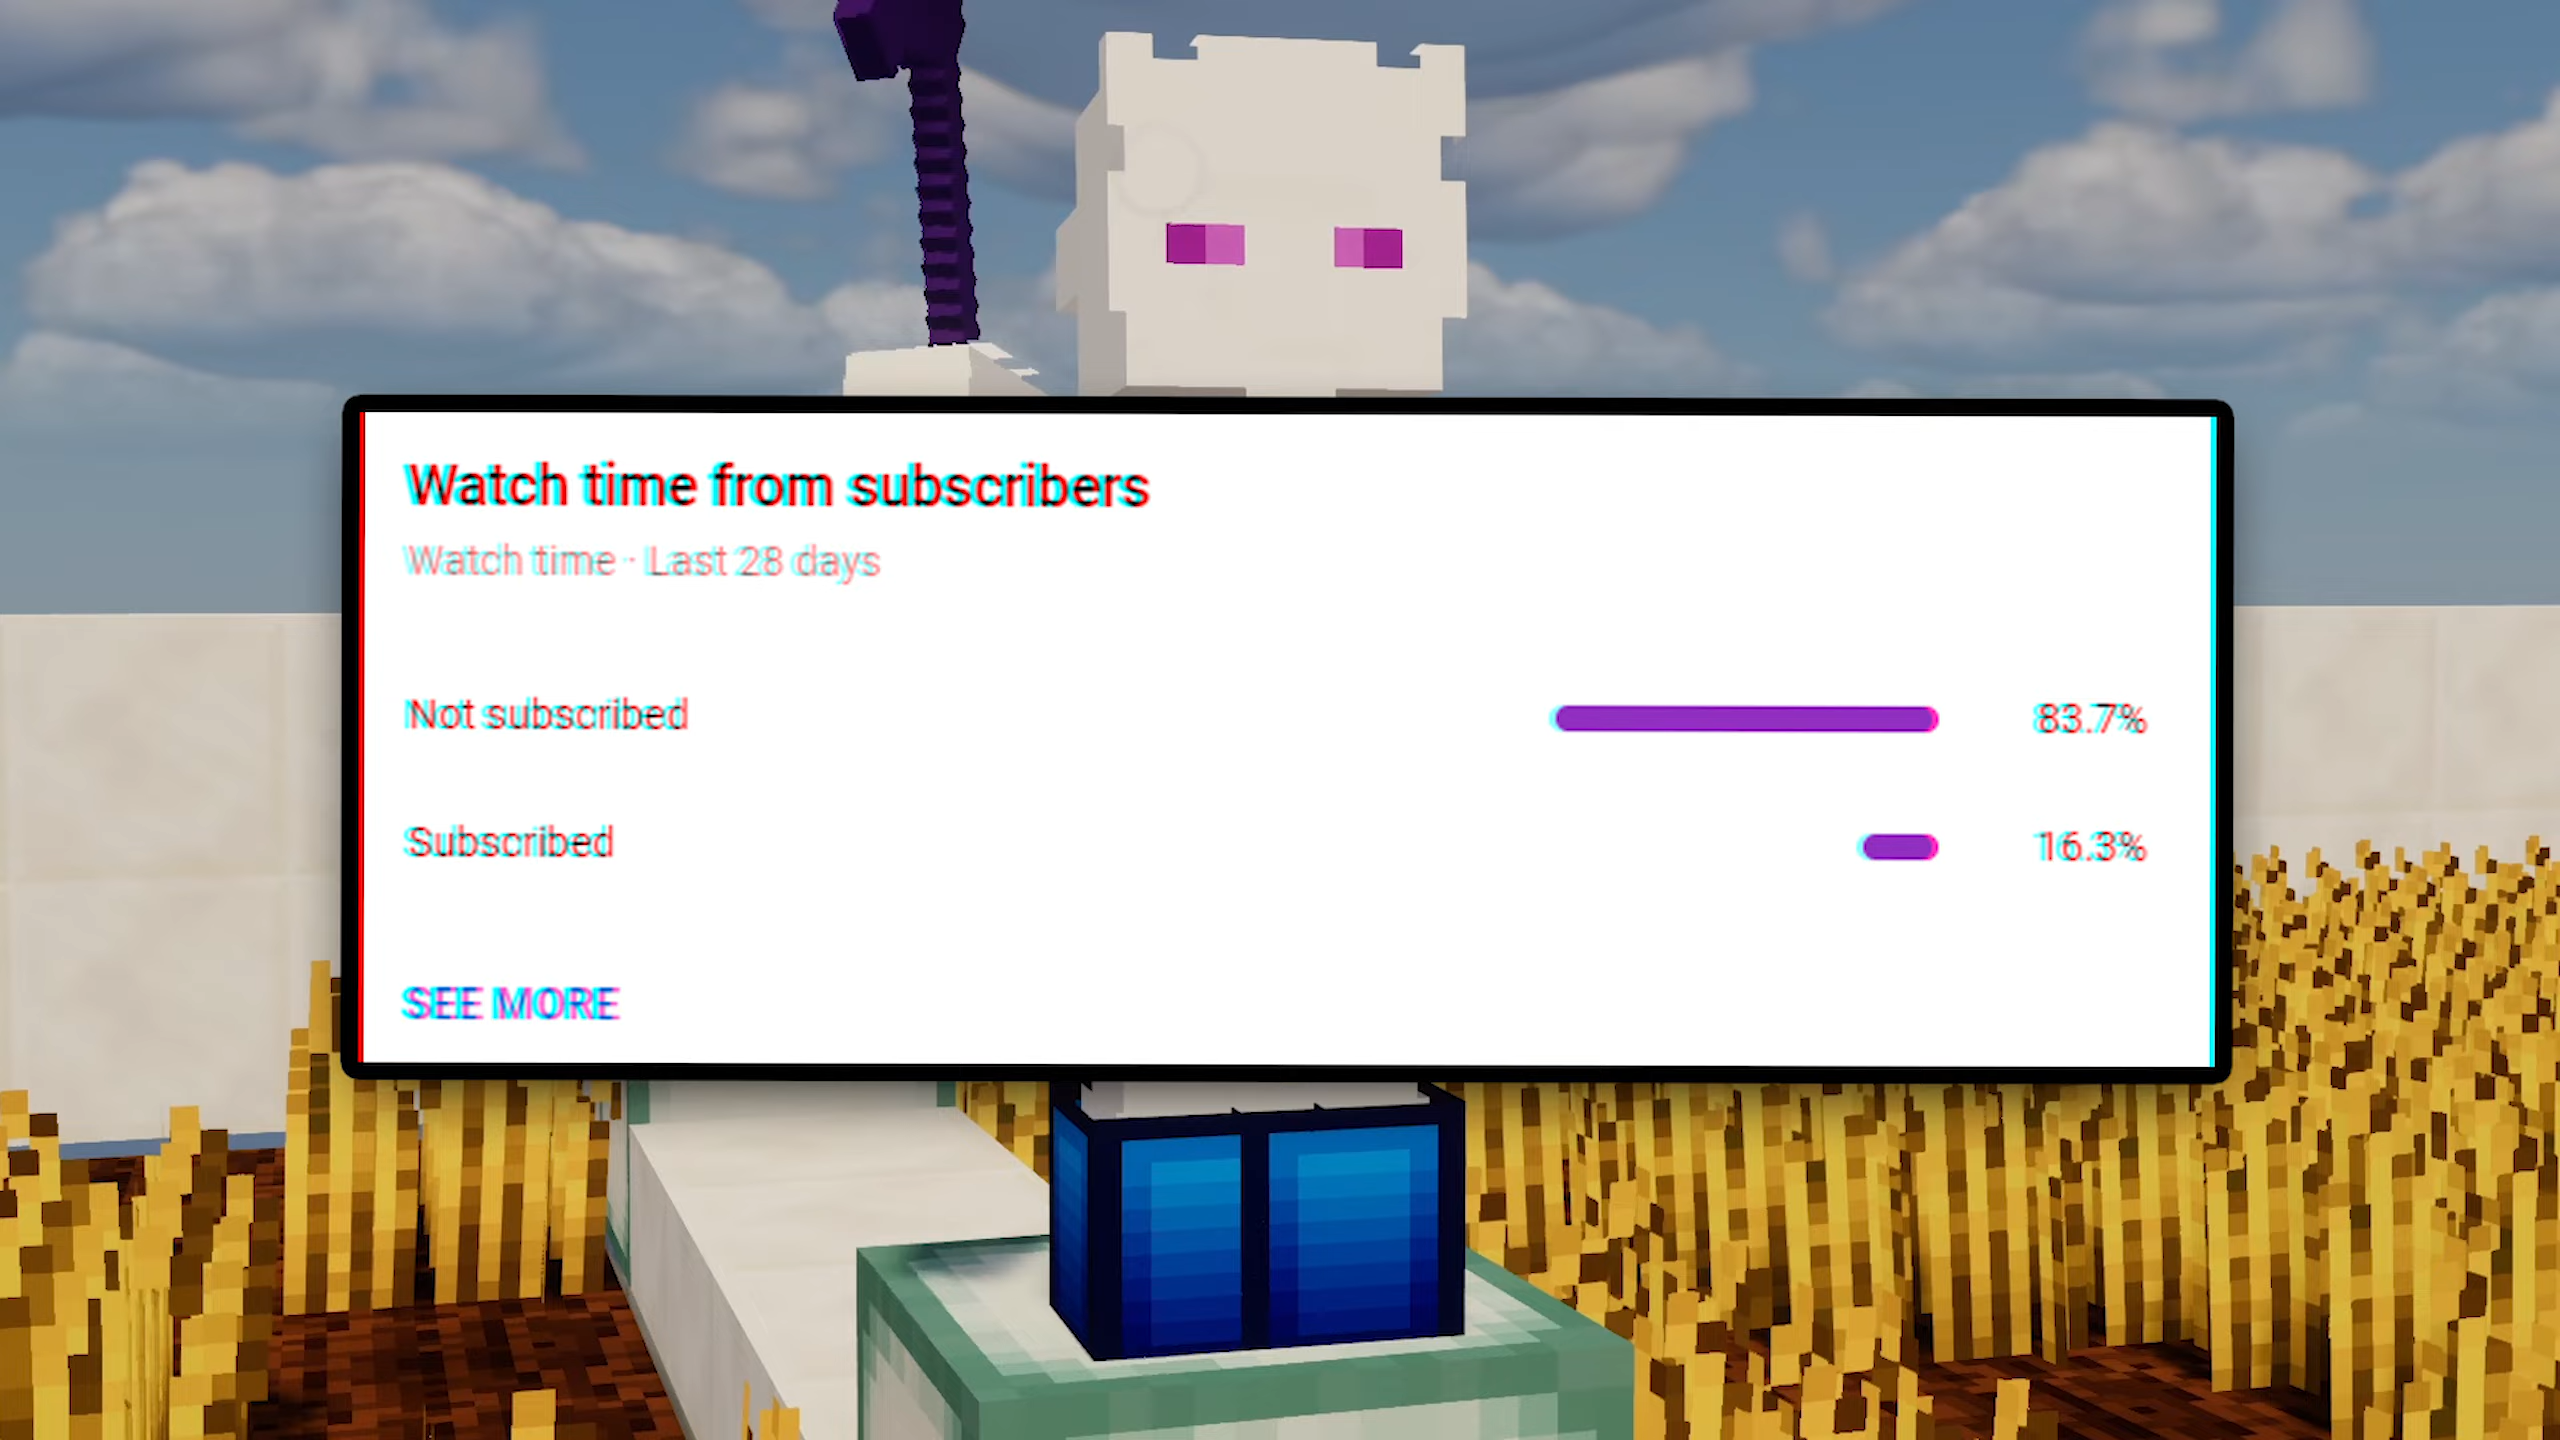 Watch time from subscribers
Watch time · Last 28 days
Not subscribed 83.7%
Subscribed 16.3%
SEE MORE